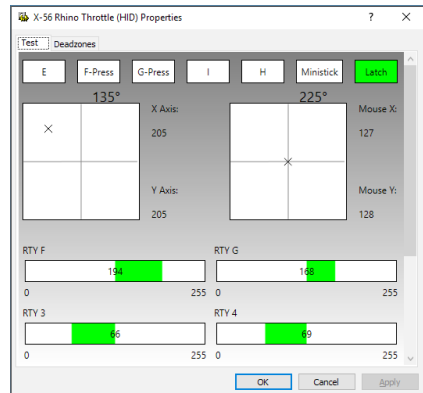 X-56 Rhino Throttle (HID) Properties
Test Deadzones
E F-Press G-Press I H Ministick Latch
135° 225°
X Axis: Mouse X:
205 127
Y Axis: Mouse Y:
205 128
RTY F RTY G
194 168
0 255 0 255
RTY 3 RTY 4
66 69
0 255 0 255
OK Cancel Apply